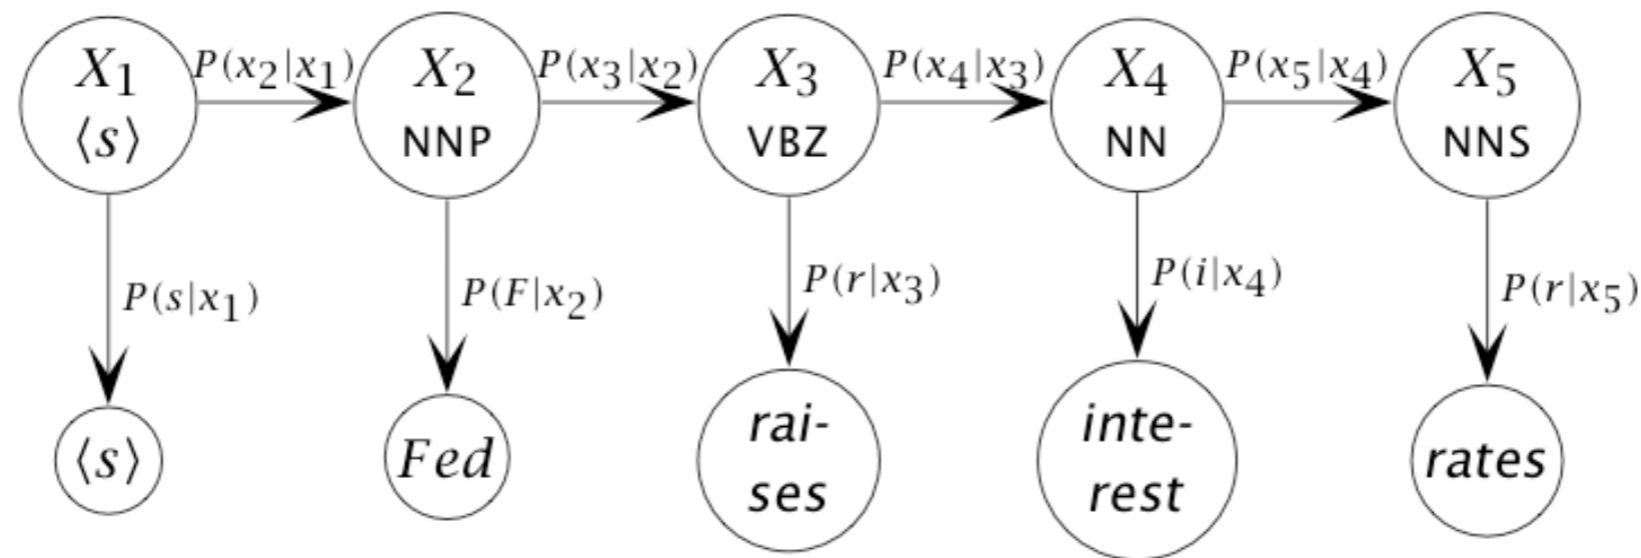 X1 P(x2|x1) X2 P(x3|x2) X3 P(x4|x3) X4 P(x5|x4) X5
⟨s⟩ NNP VBZ NN NNS
P(s|x1) P(F|x2) P(r|x3) P(i|x4) P(r|x5)
⟨s⟩ Fed rai- inte- rates
ses rest